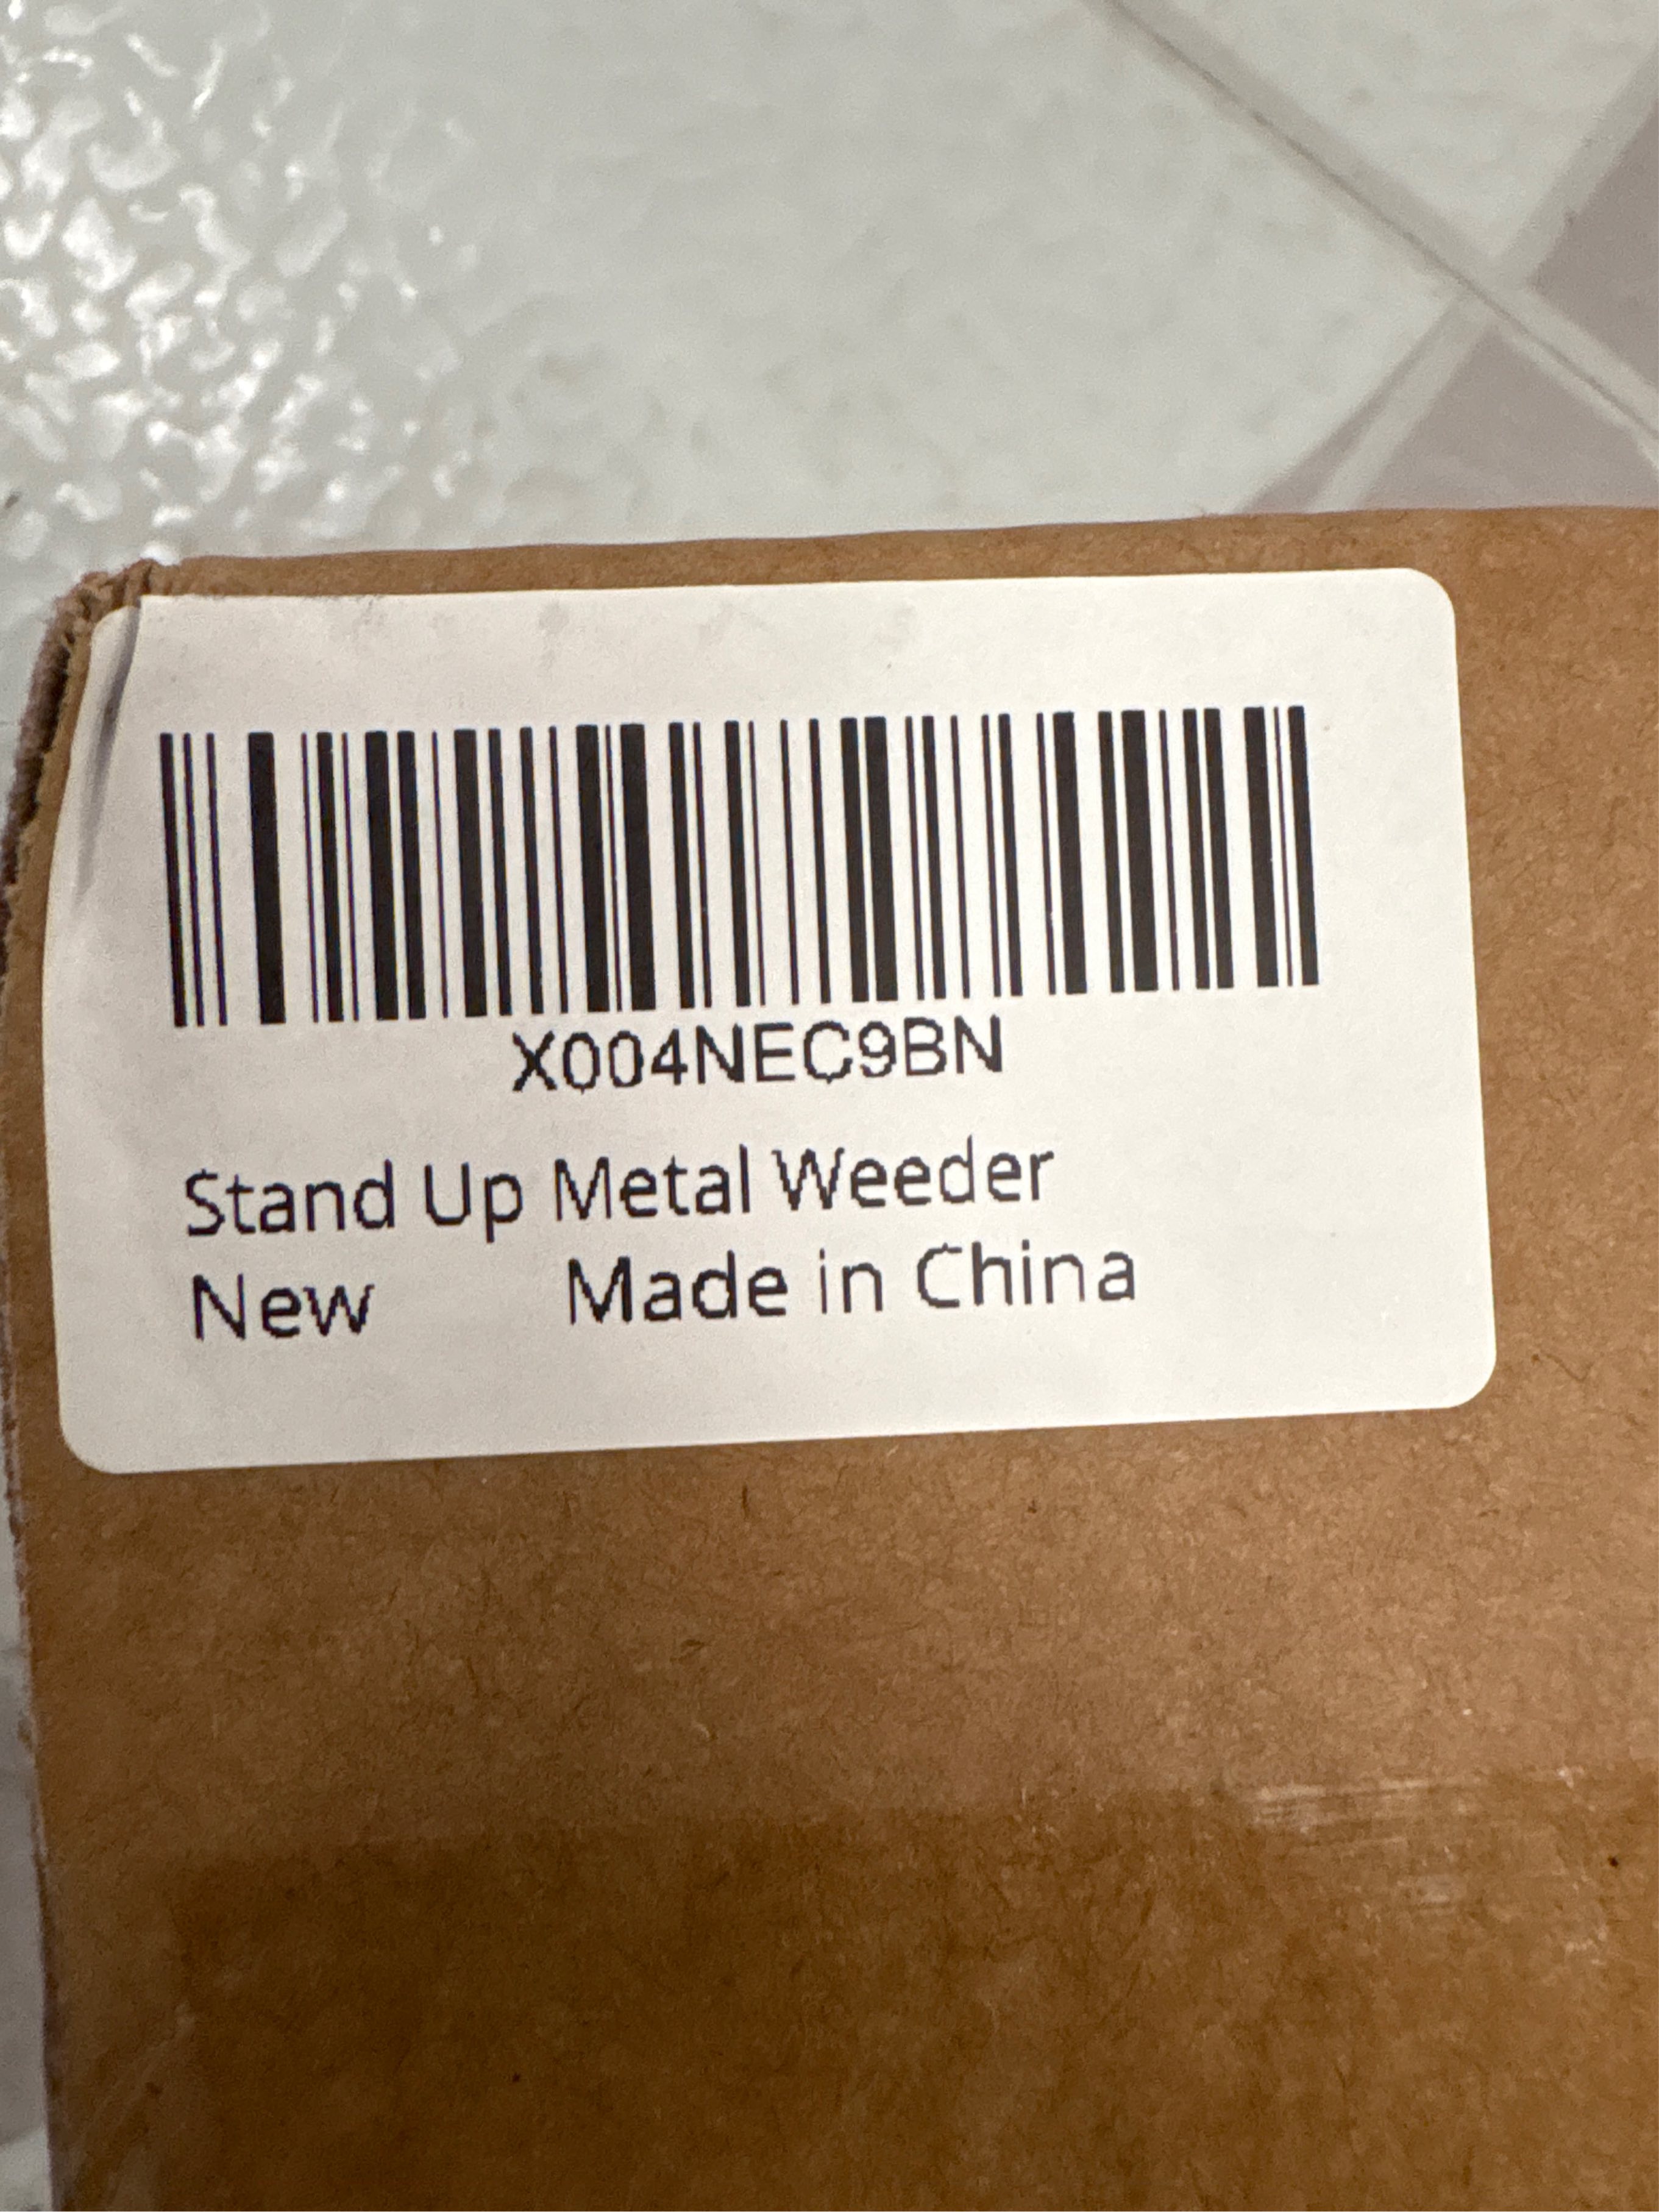 X004NEC9BN
Stand Up Metal Weeder
New Made in China